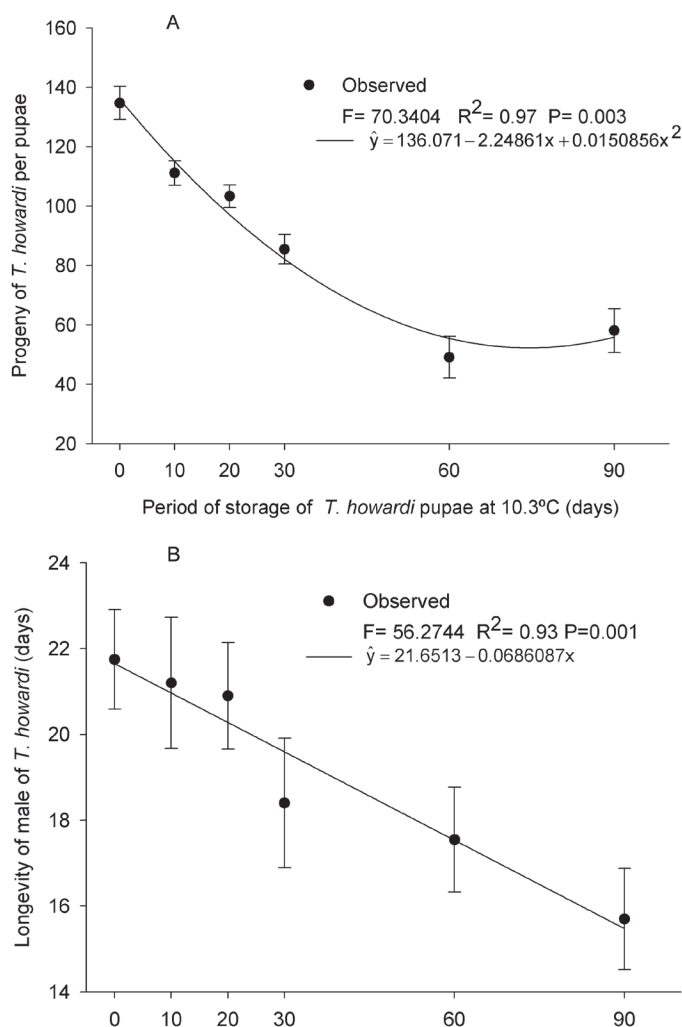 A
160
140
120
100
80
60
40
20
Progeny of T. howardi per pupae
Observed
F= 70.3404 R²= 0.97 P= 0.003
ŷ = 136.071 – 2.24861x + 0.0150856x²
0 10 20 30 60 90
Period of storage of T. howardi pupae at 10.3ºC (days)
B
24
22
20
18
16
14
Longevity of male of T. howardi (days)
Observed
F= 56.2744 R²= 0.93 P=0.001
ŷ = 21.6513 – 0.0686087x
0 10 20 30 60 90